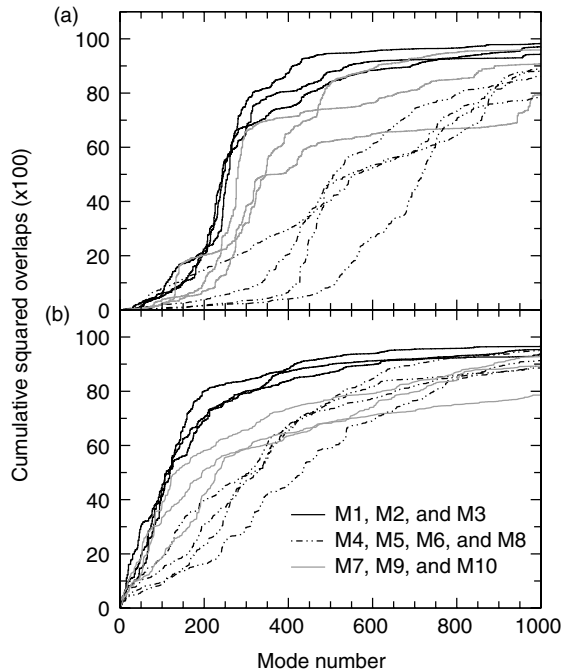 (a)
100
80
60
40
20
0
(b)
100
80
60
40
20
0
Cumulative squared overlaps (x100)
M1, M2, and M3
M4, M5, M6, and M8
M7, M9, and M10
0 200 400 600 800 1000
Mode number